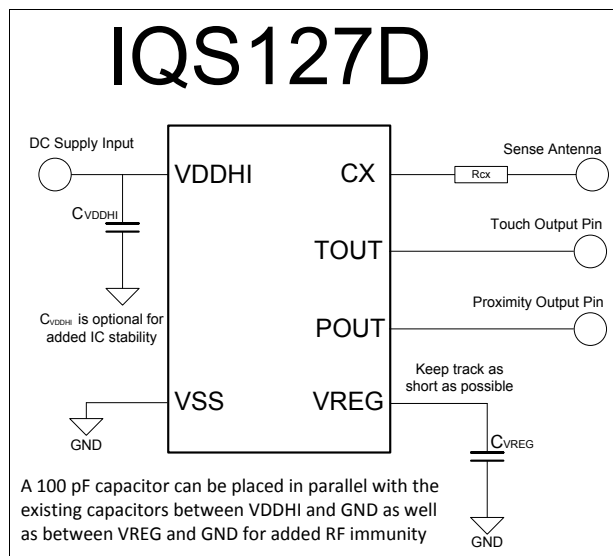 IQS127D
DC Supply Input
VDDHI
CVDDHI
CVDDHI is optional for
added IC stability
VSS
GND
CX
Rcx
Sense Antenna
TOUT
Touch Output Pin
POUT
Proximity Output Pin
VREG
Keep track as
short as possible
CVREG
GND
A 100 pF capacitor can be placed in parallel with the
existing capacitors between VDDHI and GND as well
as between VREG and GND for added RF immunity